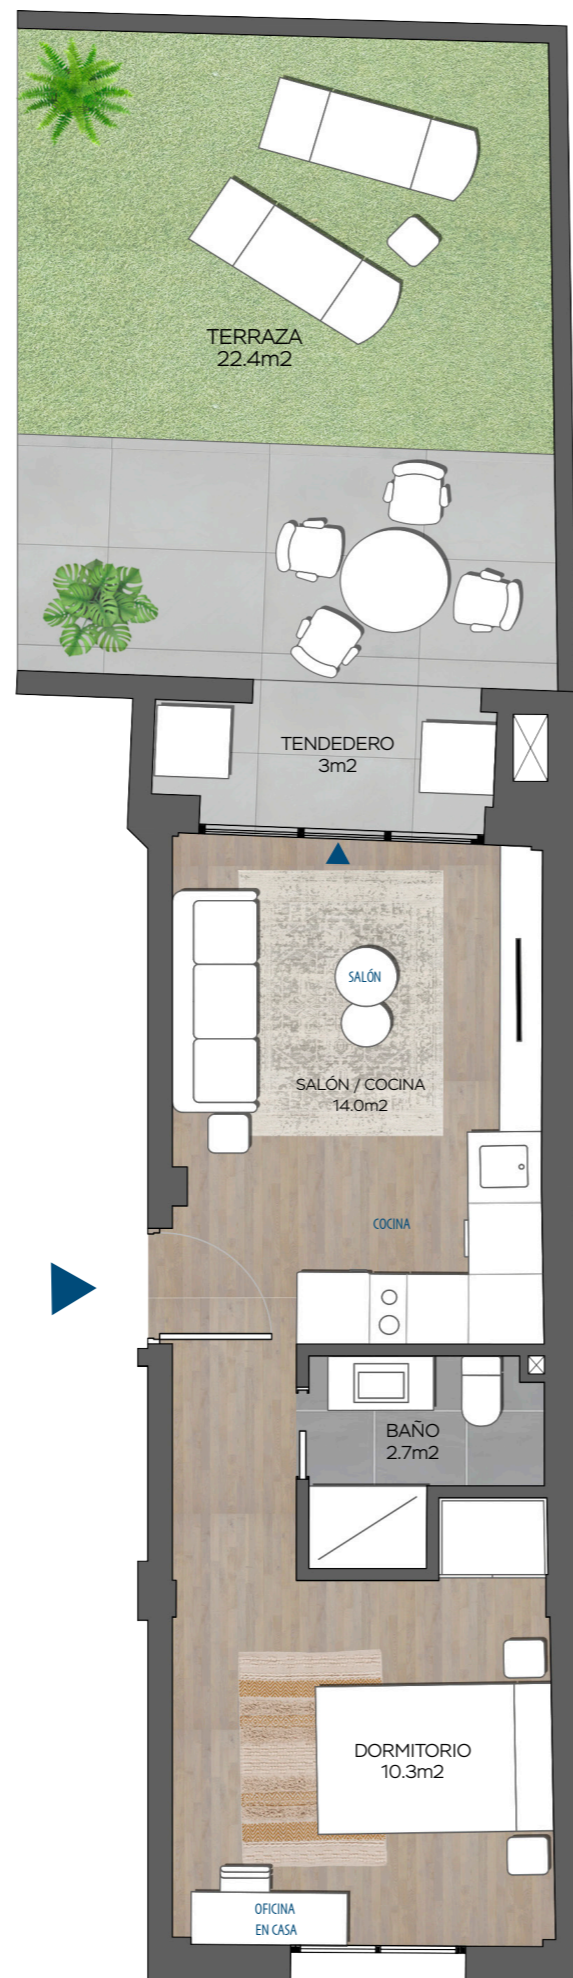 TERRAZA
22.4m2
TENDEDERO
3m2
SALÓN
SALÓN / COCINA
14.0m2
COCINA
BAÑO
2.7m2
DORMITORIO
10.3m2
OFICINA
EN CASA